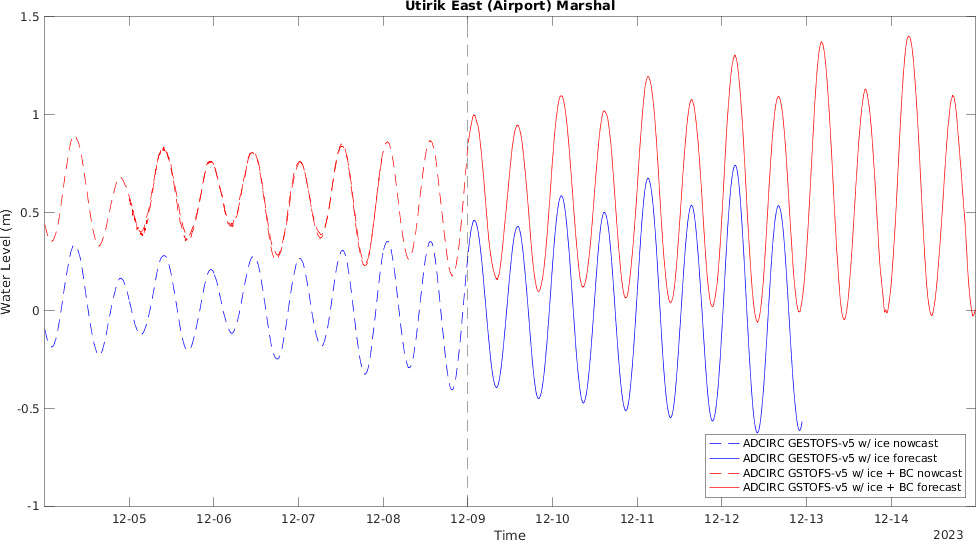 Utirik East (Airport) Marshal
1.5
1
0.5
0
-0.5
-1
Water Level (m)
12-05 12-06 12-07 12-08 12-09 12-10 12-11 12-12 12-13 12-14
Time
2023
ADCIRC GESTOFS-v5 w/ ice nowcast
ADCIRC GESTOFS-v5 w/ ice forecast
ADCIRC GSTOFS-v5 w/ ice + BC nowcast
ADCIRC GSTOFS-v5 w/ ice + BC forecast